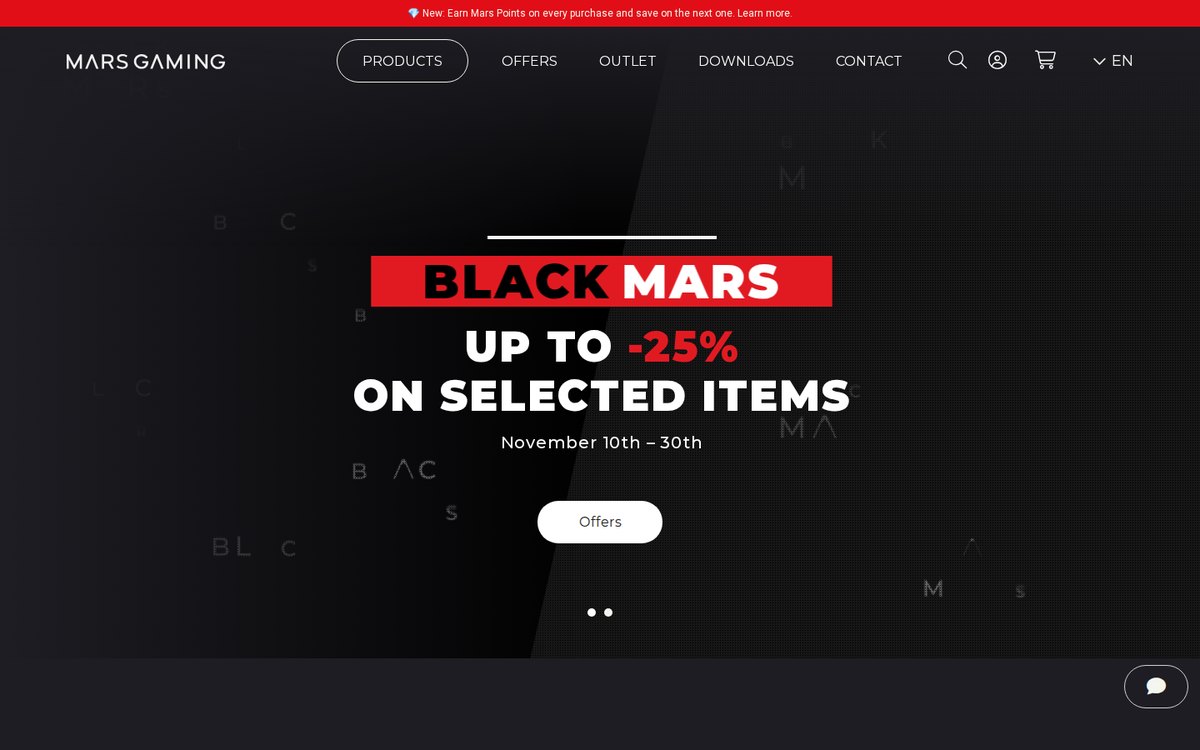 💎 New: Earn Mars Points on every purchase and save on the next one. Learn more.
MARS GAMING
PRODUCTS
OFFERS
OUTLET
DOWNLOADS
CONTACT
EN
BLACK MARS
UP TO -25%
ON SELECTED ITEMS
November 10th – 30th
Offers